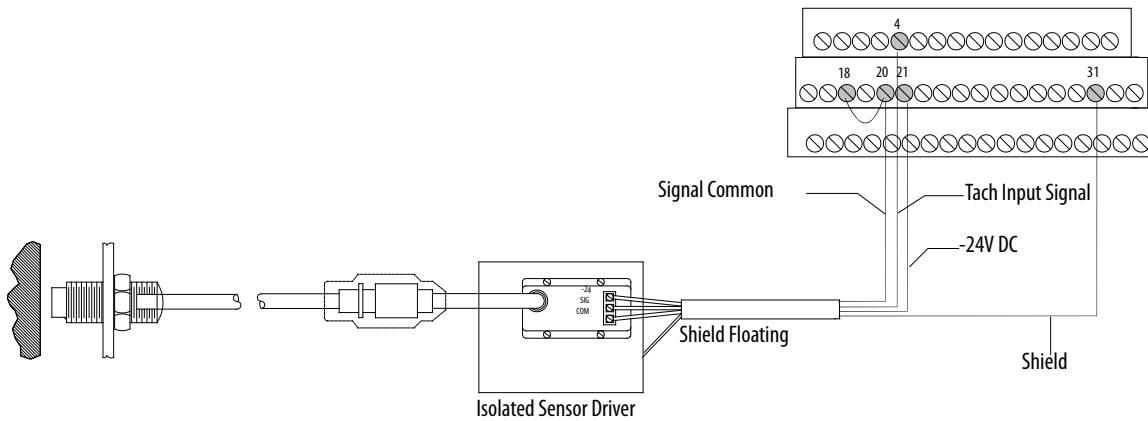 4
18
20
21
31
Signal Common
Tach Input Signal
-24V DC
-24
SIG
COM
Shield Floating
Shield
Isolated Sensor Driver